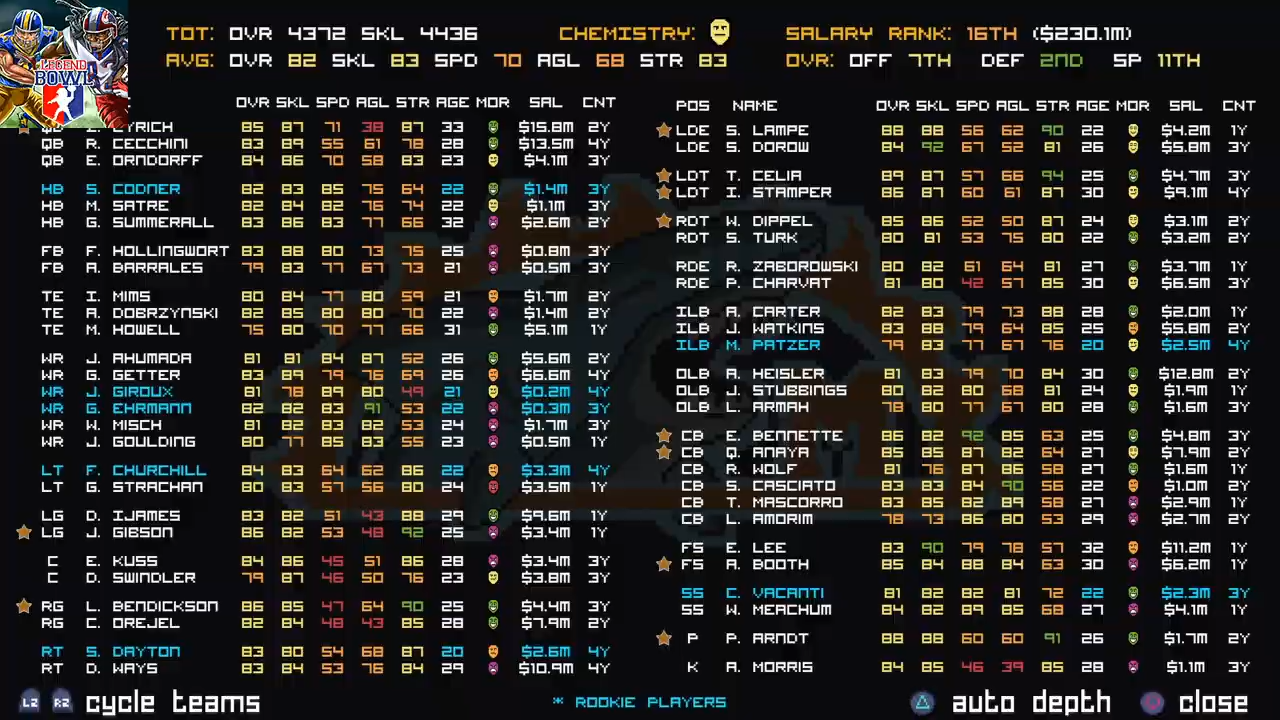 LEGEND
BOWL
TOT: OVR 4372 SKL 4436 CHEMISTRY: SALARY RANK: 16TH ($230.1M)
AVG: OVR 82 SKL 83 SPD 70 AGL 68 STR 83 OVR: OFF 7TH DEF 2ND SP 11TH
OVR SKL SPD AGL STR AGE MOR SAL CNT
85 87 71 38 87 33 $15.8M 2Y
QB R. CECCHINI 83 89 55 61 78 28 $13.5M 4Y
QB E. ORNDORFF 84 86 70 58 83 23 $4.1M 3Y
HB S. CODNER 82 83 85 75 64 22 $1.4M 3Y
HB M. SATRE 82 84 82 76 74 22 $1.1M 3Y
HB G. SUMMERALL 83 86 83 77 66 32 $2.6M 2Y
FB F. HOLLINGWORT 83 88 80 73 75 25 $0.8M 3Y
FB A. BARRALES 79 83 77 67 73 21 $0.5M 3Y
TE I. MIMS 80 84 77 80 59 21 $1.7M 2Y
TE A. DOBRZYNSKI 82 85 80 80 70 22 $1.4M 2Y
TE M. HOWELL 75 80 70 77 66 31 $5.1M 1Y
WR J. AHUMADA 81 81 84 87 52 26 $5.6M 2Y
WR G. GETTER 83 89 79 76 69 26 $6.6M 4Y
WR J. GIROUX 81 78 89 80 49 21 $0.2M 4Y
WR G. EHRMANN 82 82 83 91 53 22 $0.3M 3Y
WR W. MISCH 81 82 83 82 53 24 $1.7M 3Y
WR J. GOULDING 80 77 85 83 55 23 $0.5M 1Y
LT F. CHURCHILL 84 83 64 62 86 22 $3.3M 4Y
LT G. STRACHAN 80 83 57 56 80 24 $3.5M 1Y
LG D. IJAMES 83 82 51 43 88 29 $9.6M 1Y
LG J. GIBSON 86 82 53 48 92 25 $3.4M 1Y
C E. KUSS 84 86 45 51 86 28 $3.4M 3Y
C D. SWINDLER 79 87 46 50 76 23 $3.8M 3Y
RG L. BENDICKSON 86 85 47 64 90 25 $4.4M 3Y
RG C. OREJEL 82 84 48 43 85 28 $7.9M 2Y
RT S. DAYTON 83 80 54 68 87 20 $2.6M 4Y
RT D. WAYS 83 84 53 76 84 29 $10.9M 4Y
POS NAME OVR SKL SPD AGL STR AGE MOR SAL CNT
LDE S. LAMPE 88 88 56 62 90 22 $4.2M 1Y
LDE S. DOROW 84 92 67 52 81 26 $5.8M 3Y
LDT T. CELIA 89 87 57 66 94 25 $4.7M 3Y
LDT I. STAMPER 86 87 60 61 87 30 $9.1M 4Y
RDT W. DIPPEL 85 86 52 50 87 24 $3.1M 2Y
RDT S. TURK 80 81 53 75 80 22 $3.2M 2Y
RDE R. ZABOROWSKI 80 82 61 64 81 27 $3.7M 1Y
RDE P. CHARVAT 81 80 42 57 85 30 $6.5M 3Y
ILB A. CARTER 82 83 79 73 88 28 $2.0M 1Y
ILB J. WATKINS 83 88 79 64 85 25 $5.8M 2Y
ILB M. PATZER 79 83 77 67 76 20 $2.5M 4Y
OLB A. HEISLER 81 83 79 70 84 30 $12.8M 2Y
OLB J. STUBBINGS 80 82 80 68 81 24 $1.9M 1Y
OLB L. ARMAH 78 80 77 67 80 28 $1.6M 3Y
CB E. BENNETTE 86 82 92 85 63 25 $4.8M 3Y
CB Q. ANAYA 85 85 87 82 64 27 $7.9M 2Y
CB R. WOLF 81 76 87 86 58 27 $1.6M 1Y
CB S. CASCIATO 83 83 84 90 56 22 $1.0M 2Y
CB T. MASCORRO 83 85 82 89 58 27 $2.9M 1Y
CB L. AMORIM 78 73 86 80 53 29 $2.7M 2Y
FS E. LEE 83 90 79 78 57 32 $11.2M 1Y
FS A. BOOTH 85 84 88 84 63 30 $6.2M 1Y
SS C. VACANTI 81 82 82 81 72 22 $2.3M 3Y
SS W. MEACHUM 84 82 89 85 68 27 $4.1M 1Y
P P. ARNDT 88 88 60 60 91 26 $1.7M 2Y
K A. MORRIS 84 85 46 39 85 28 $1.1M 3Y
L2 R2 cycle teams * ROOKIE PLAYERS auto depth close